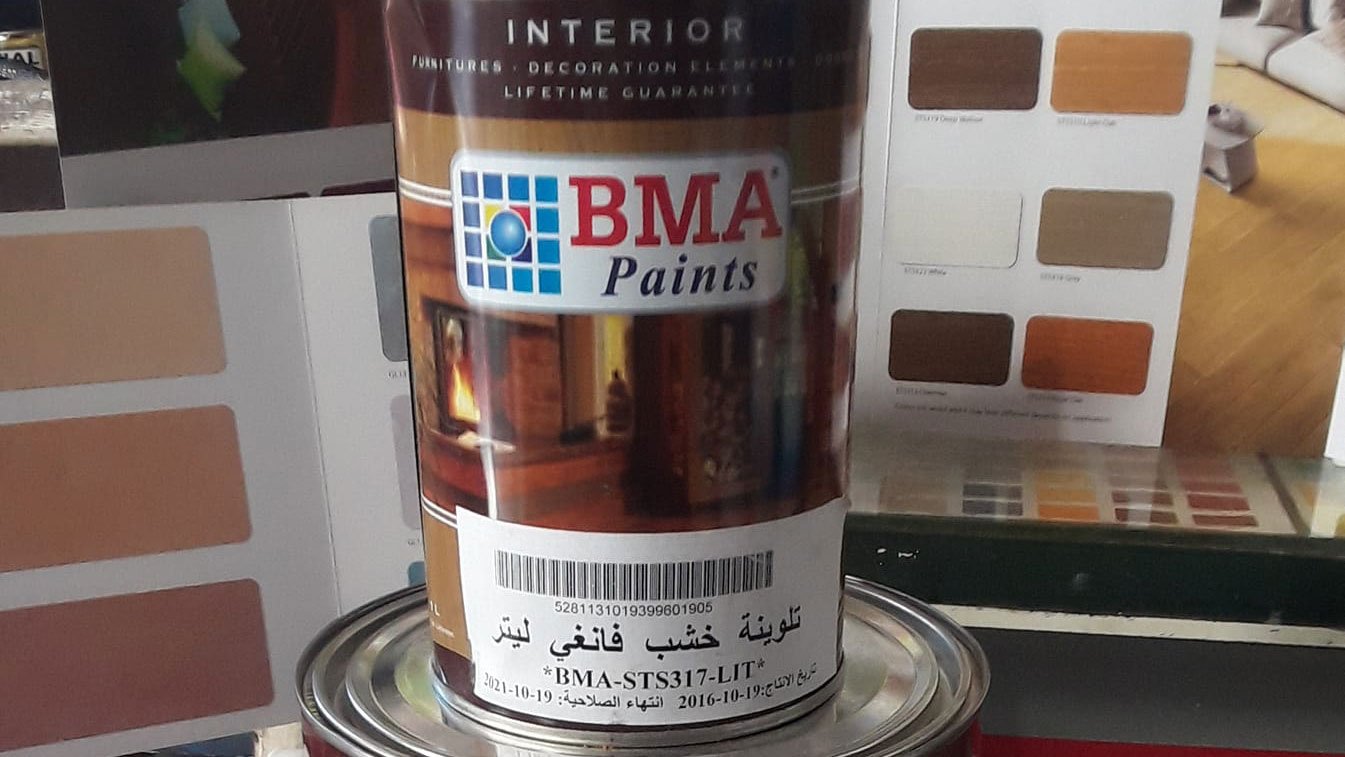 INTERIOR
FURNITURES · DECORATION ELEMENTS ·
LIFETIME GUARANTEE
BMA
Paints
5281131019399601905
تلوينة خشب فانغي ليتر
*BMA-STS317-LIT*
تاريخ الانتاج:19-10-2016 انتهاء الصلاحية: 19-10-2021